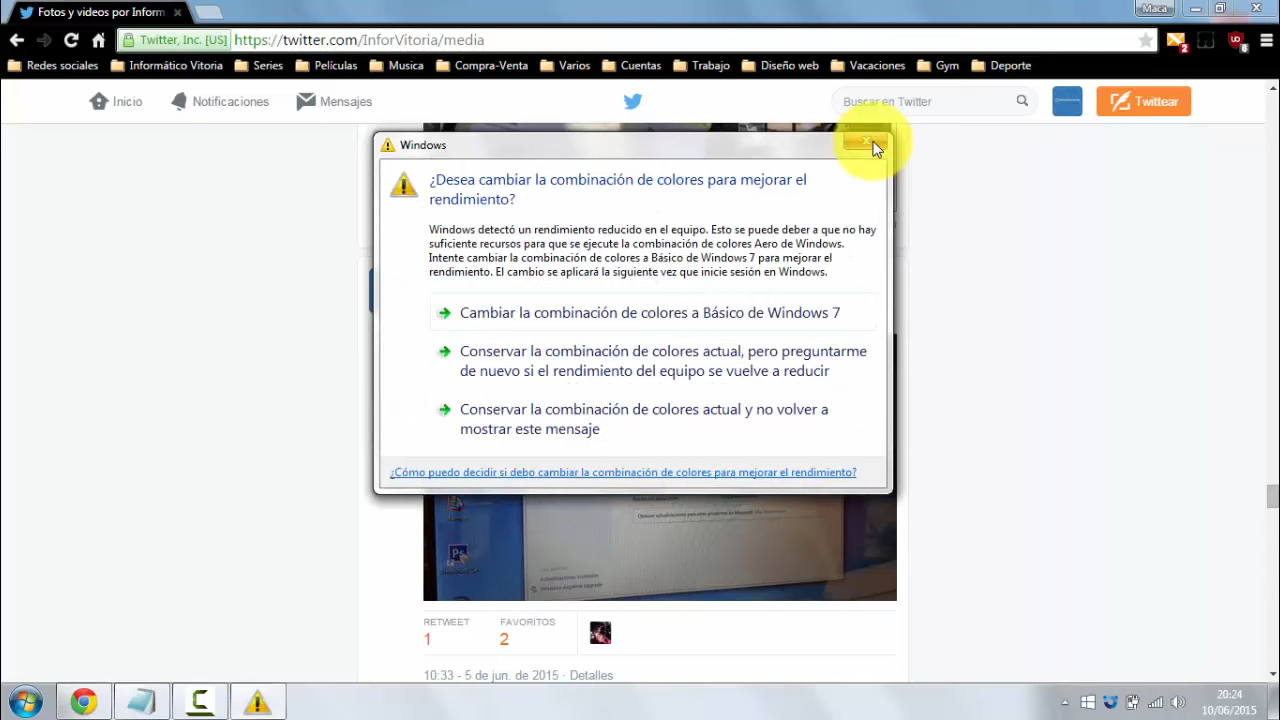 Fotos y videos por Inform
Maca
Twitter, Inc. [US]
https://twitter.com/InforVitoria/media
2
6
Redes sociales
Informático Vitoria
Series
Películas
Musica
Compra-Venta
Varios
Cuentas
Trabajo
Diseño web
Vacaciones
Gym
Deporte
Inicio
Notificaciones
Mensajes
Buscar en Twitter
Twittear
Windows
¿Desea cambiar la combinación de colores para mejorar el
rendimiento?
Windows detectó un rendimiento reducido en el equipo. Esto se puede deber a que no hay
suficiente recursos para que se ejecute la combinación de colores Aero de Windows.
Intente cambiar la combinación de colores a Básico de Windows 7 para mejorar el
rendimiento. El cambio se aplicará la siguiente vez que inicie sesión en Windows.
Cambiar la combinación de colores a Básico de Windows 7
Conservar la combinación de colores actual, pero preguntarme
de nuevo si el rendimiento del equipo se vuelve a reducir
Conservar la combinación de colores actual y no volver a
mostrar este mensaje
¿Cómo puedo decidir si debo cambiar la combinación de colores para mejorar el rendimiento?
Ps
RETWEET
FAVORITOS
1
2
10:33 - 5 de jun. de 2015 · Detalles
20:24
10/06/2015